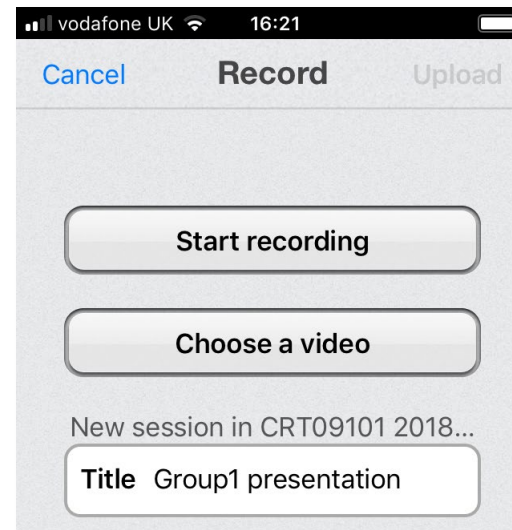 vodafone UK 16:21
Cancel Record Upload
Start recording
Choose a video
New session in CRT09101 2018...
Title Group1 presentation